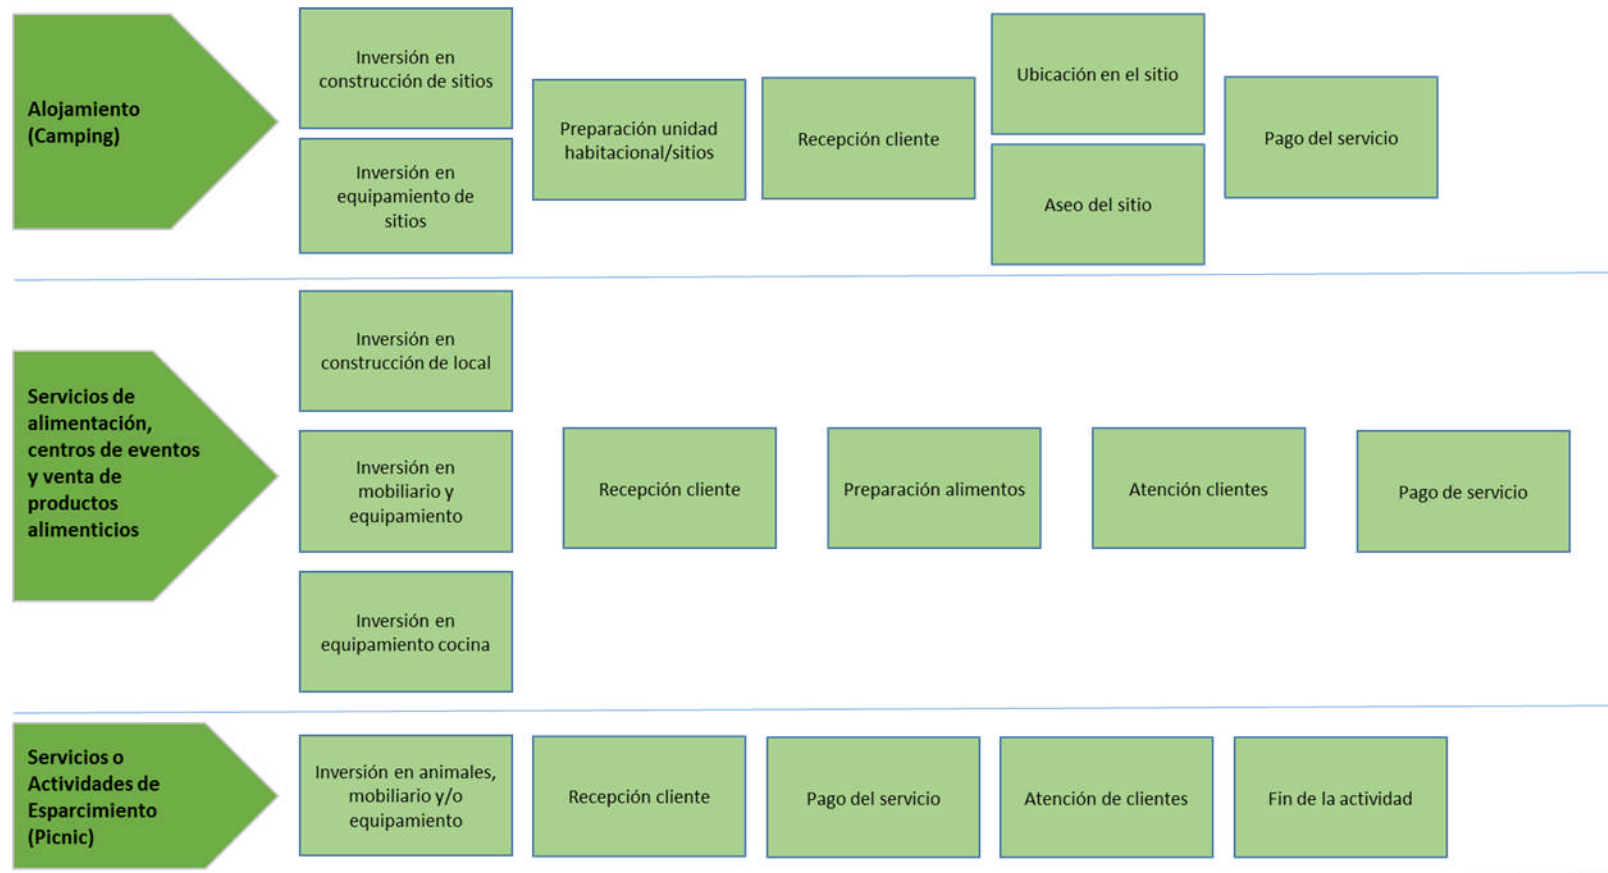 Alojamiento
(Camping)
Inversión en
construcción de sitios
Inversión en
equipamiento de
sitios
Preparación unidad
habitacional/sitios
Recepción cliente
Ubicación en el sitio
Aseo del sitio
Pago del servicio
Servicios de
alimentación,
centros de eventos
y venta de
productos
alimenticios
Inversión en
construcción de local
Inversión en
mobiliario y
equipamiento
Inversión en
equipamiento cocina
Recepción cliente
Preparación alimentos
Atención clientes
Pago de servicio
Servicios o
Actividades de
Esparcimiento
(Picnic)
Inversión en animales,
mobiliario y/o
equipamiento
Recepción cliente
Pago del servicio
Atención de clientes
Fin de la actividad